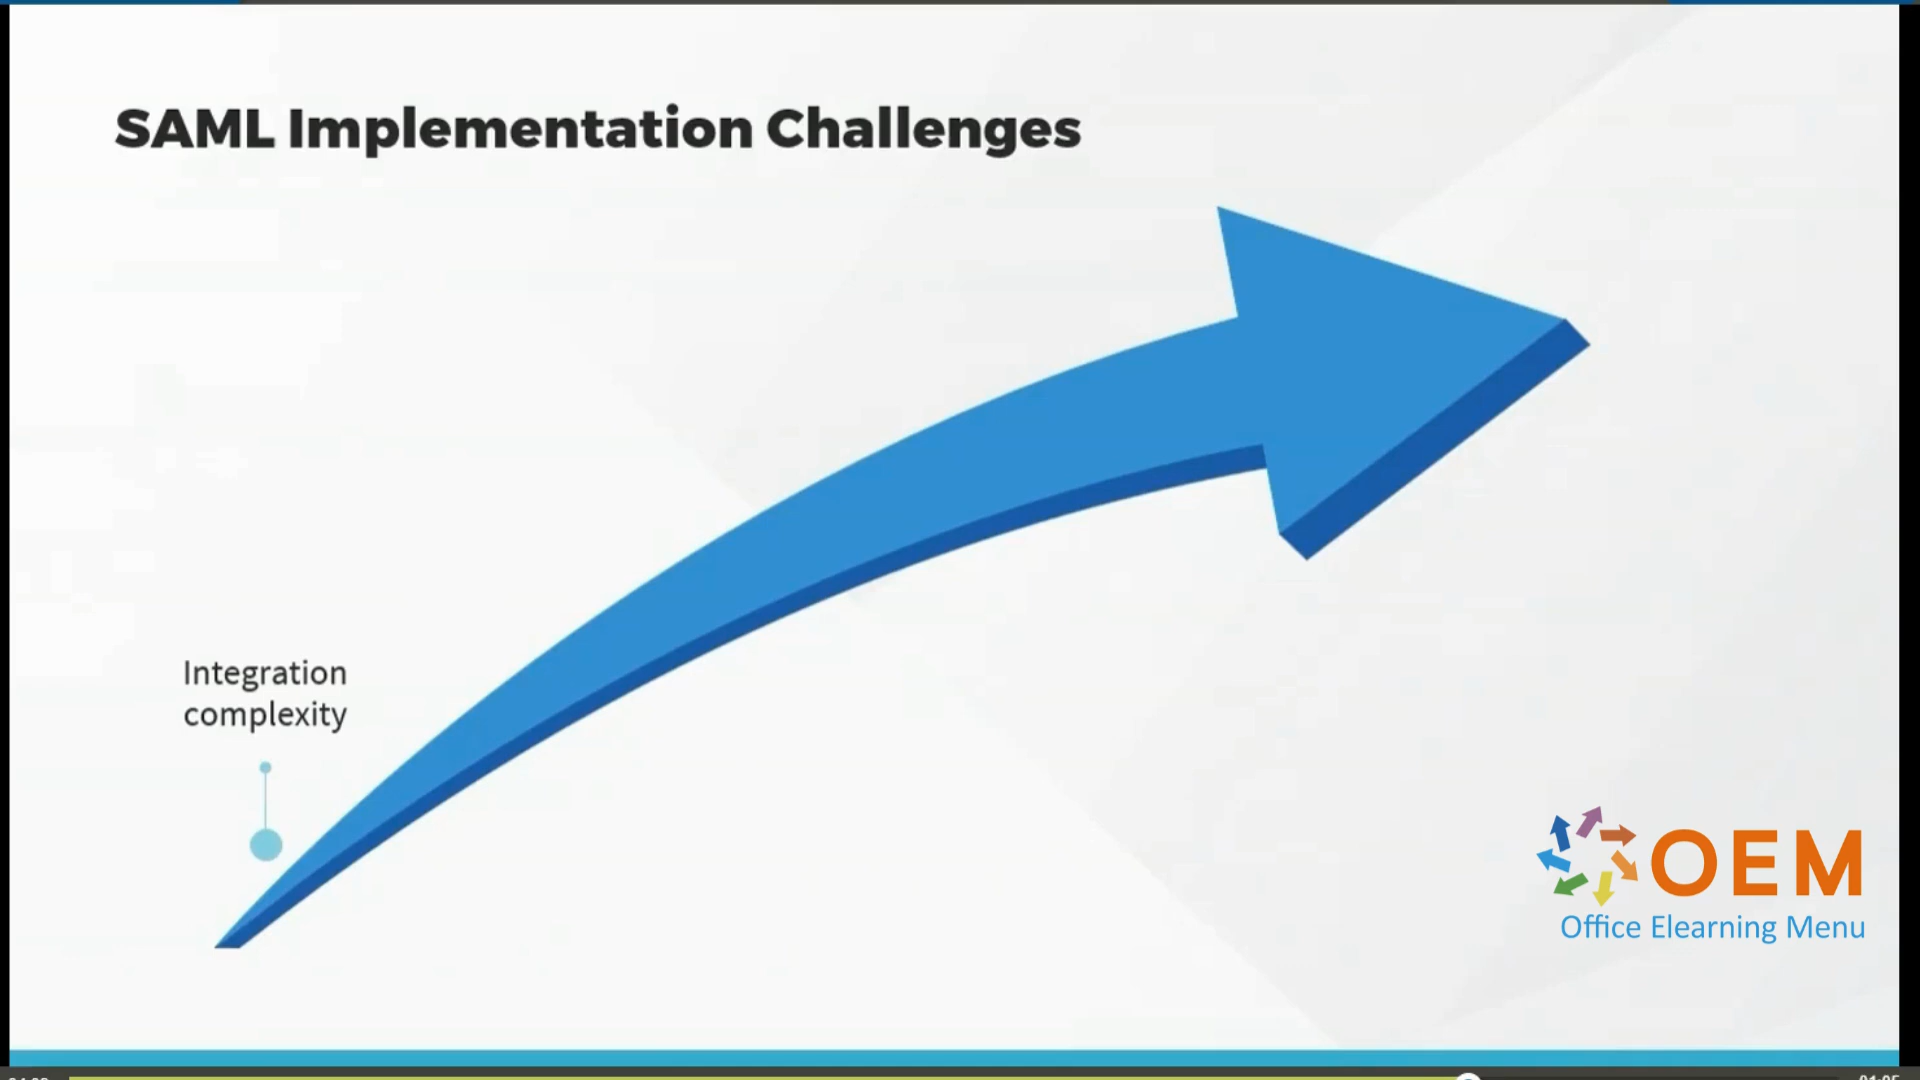 SAML Implementation Challenges
Integration
complexity
OEM
Office Elearning Menu